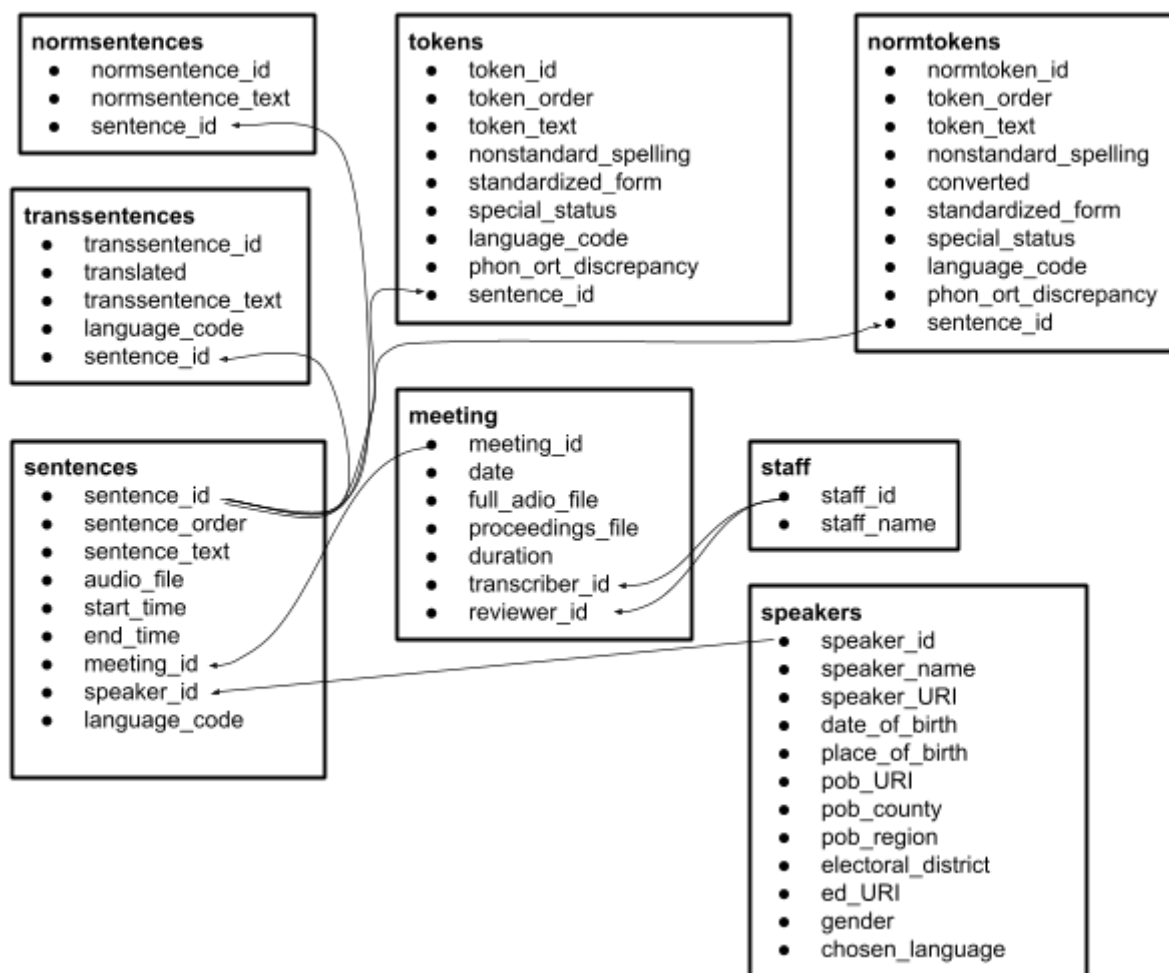 normsentences
● normsentence_id
● normsentence_text
● sentence_id
transsentences
● transsentence_id
● translated
● transsentence_text
● language_code
● sentence_id
sentences
● sentence_id
● sentence_order
● sentence_text
● audio_file
● start_time
● end_time
● meeting_id
● speaker_id
● language_code
tokens
● token_id
● token_order
● token_text
● nonstandard_spelling
● standardized_form
● special_status
● language_code
● phon_ort_discrepancy
● sentence_id
meeting
● meeting_id
● date
● full_adio_file
● proceedings_file
● duration
● transcriber_id
● reviewer_id
normtokens
● normtoken_id
● token_order
● token_text
● nonstandard_spelling
● converted
● standardized_form
● special_status
● language_code
● phon_ort_discrepancy
● sentence_id
staff
● staff_id
● staff_name
speakers
● speaker_id
● speaker_name
● speaker_URI
● date_of_birth
● place_of_birth
● pob_URI
● pob_county
● pob_region
● electoral_district
● ed_URI
● gender
● chosen_language